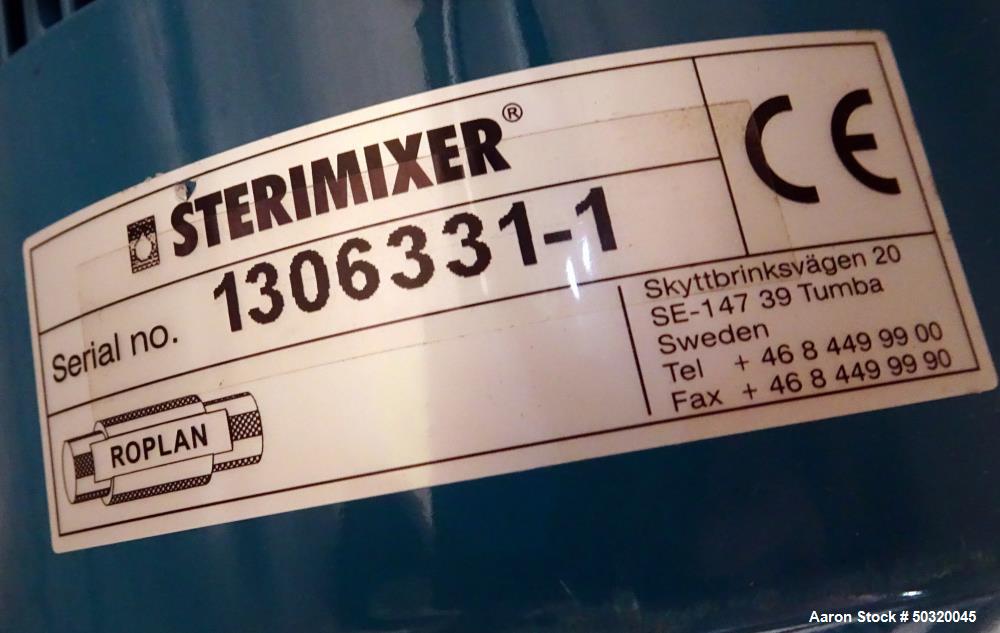 STERIMIXER®
CE
Serial no. 1306331-1
ROPLAN
Skyttbrinksvägen 20
SE-147 39 Tumba
Sweden
Tel + 46 8 449 99 00
Fax + 46 8 449 99 90
Aaron Stock # 50320045